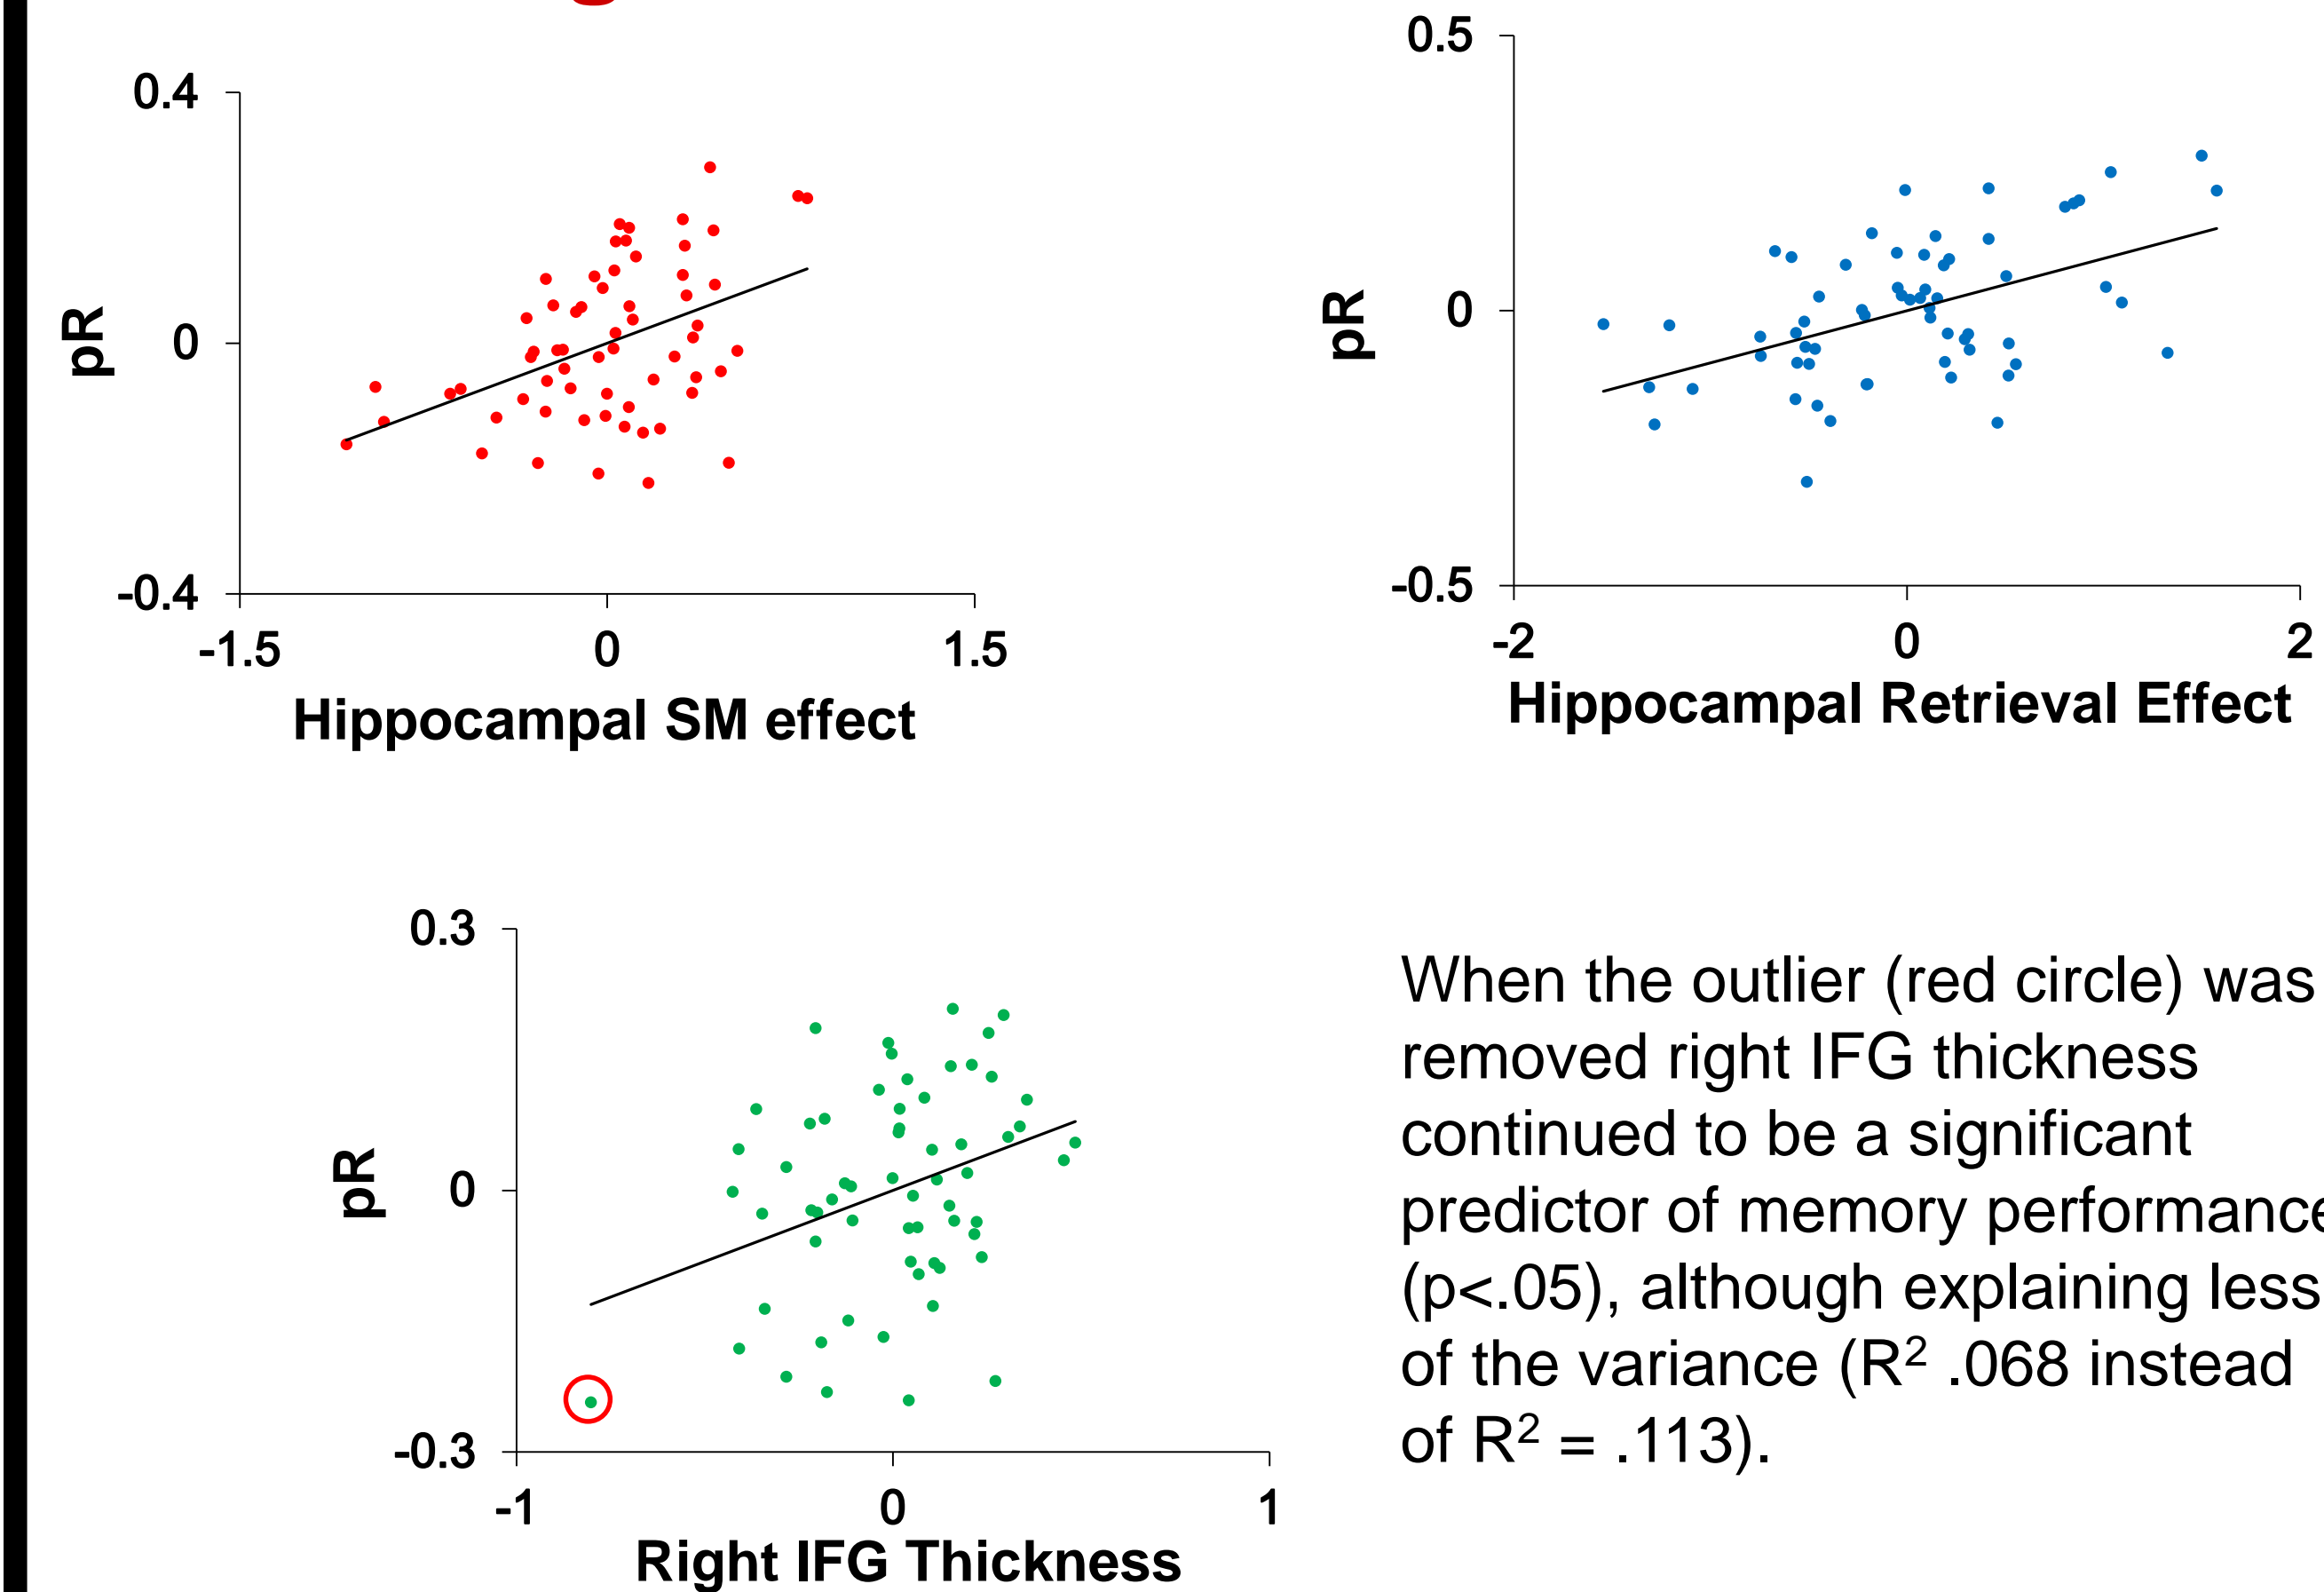 0.4
0
-0.4
-1.5 0 1.5
pR
Hippocampal SM effect
0.5
0
-0.5
-2 0 2
pR
Hippocampal Retrieval Effect
0.3
0
-0.3
-1 0 1
pR
Right IFG Thickness
When the outlier (red circle) was
removed right IFG thickness
continued to be a significant
predictor of memory performance
(p<.05), although explaining less
of the variance (R² .068 instead
of R² = .113).